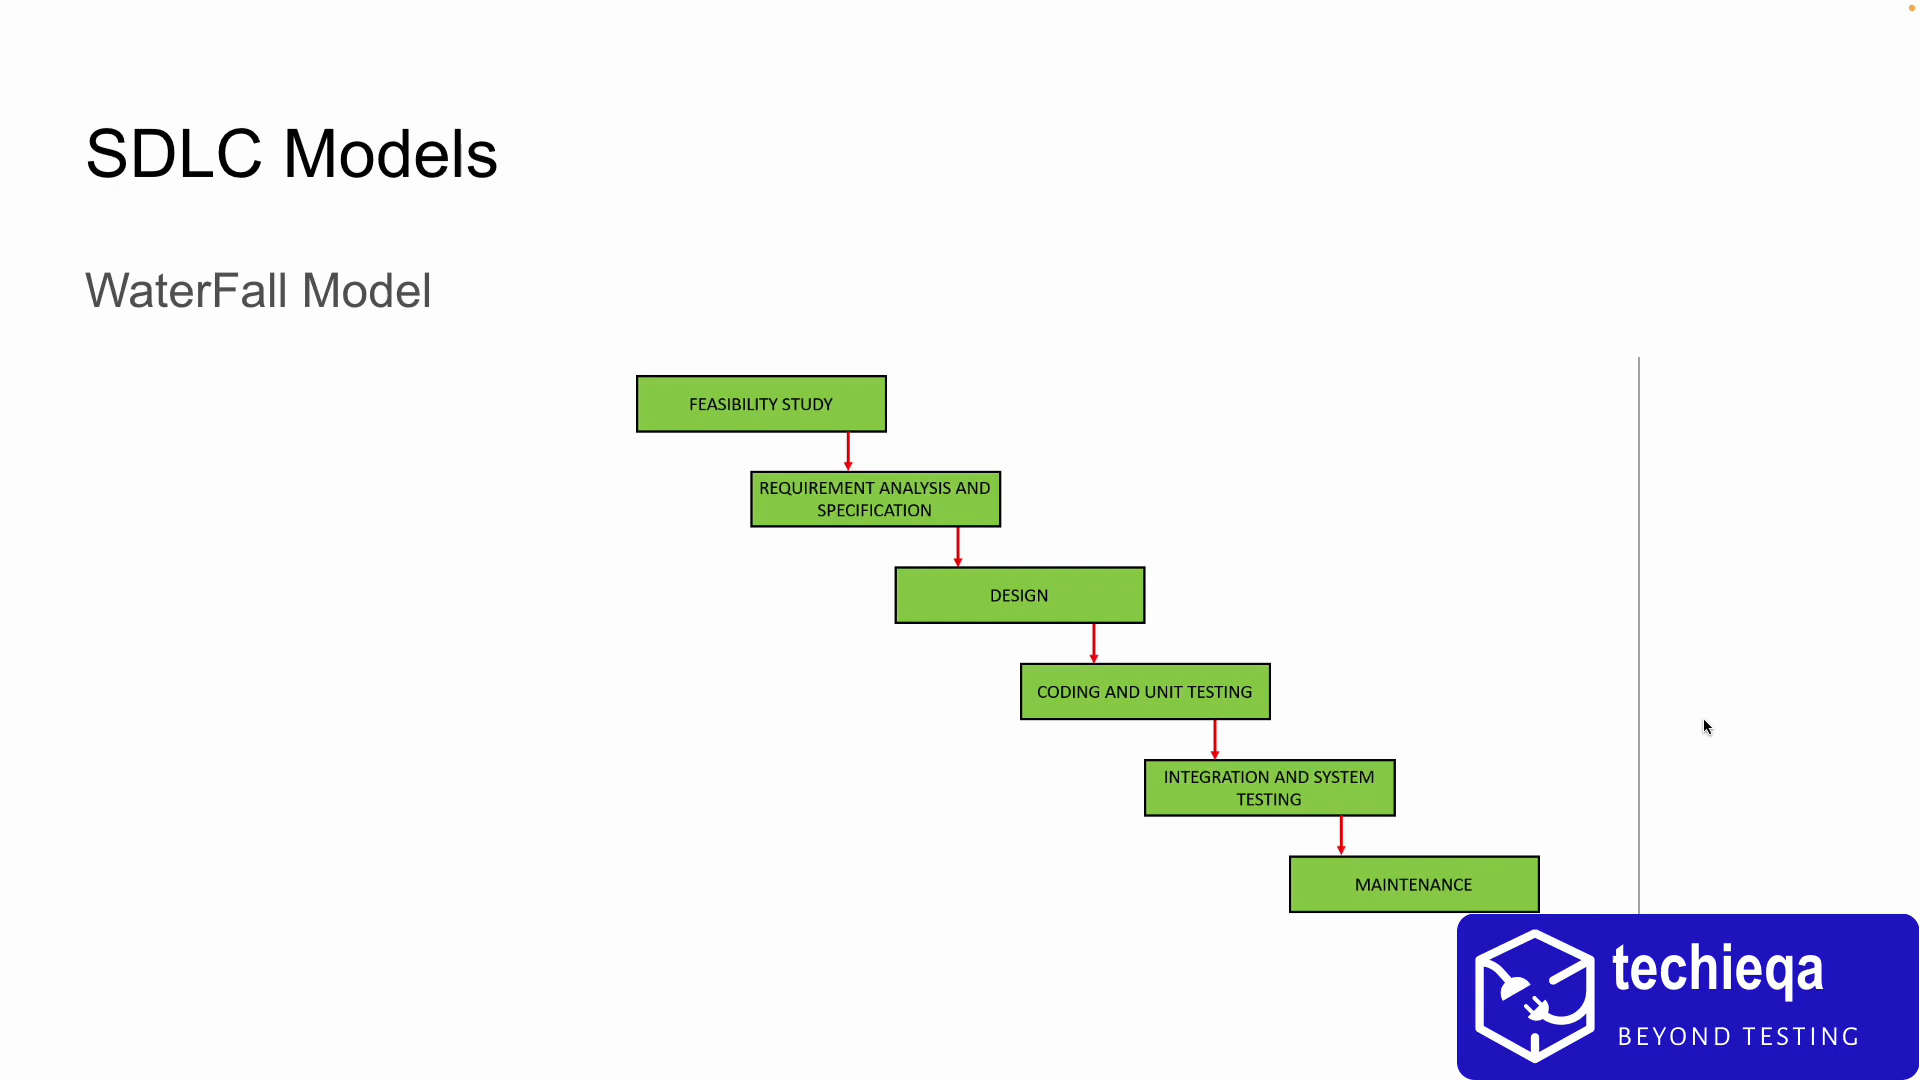 SDLC Models
WaterFall Model
FEASIBILITY STUDY
REQUIREMENT ANALYSIS AND
SPECIFICATION
DESIGN
CODING AND UNIT TESTING
INTEGRATION AND SYSTEM
TESTING
MAINTENANCE
techieqa
BEYOND TESTING